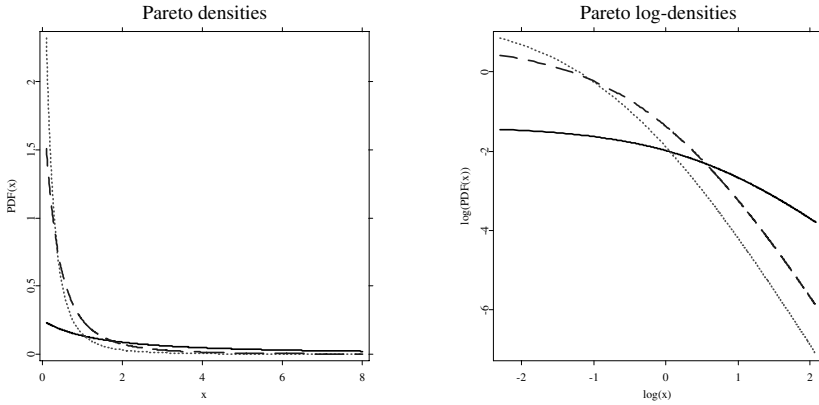 Pareto densities
PDF(x)
2
1.5
1
0.5
0
0 2 4 6 8
x
Pareto log-densities
log(PDF(x))
0
-2
-4
-6
-2 -1 0 1 2
log(x)